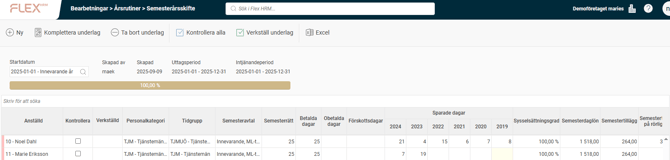 FLEX
Bearbetningar > Årsrutiner > Semesterårsskifte
Sök i Flex HRM...
Demoföretaget maries
Ny
Komplettera underlag
Ta bort underlag
Kontrollera alla
Verkställ underlag
Excel
Startdatum Skapad av Skapad Uttagsperiod Intjänandeperiod
2025-01-01 - Innevarande år maek 2025-09-09 2025-01-01 - 2025-12-31 2025-01-01 - 2025-12-31
100,00 %
Skriv för att söka
Anställd Kontrollera Verkställd Personalkategori Tidgrupp Semesteravtal Semesterrätt Betalda dagar Obetalda dagar Förskottsdagar Sparade dagar Sysselsättningsgrad Semesterdaglön Semestertillägg Semester på rörlig
2024 2023 2022 2021 2020 2019
10 - Noel Dahl TJM - Tjänstemän... TJMUÖ - Tjänste... Innevarande, ML-t... 25 25 21 4 15 6 7 8 100,00 % 1 518,00 264,00 3
11 - Marie Eriksson TJM - Tjänstemän... TJM - Tjänstemän Innevarande, ML-t... 25 25 7 19 100,00 % 1 518,00 264,00